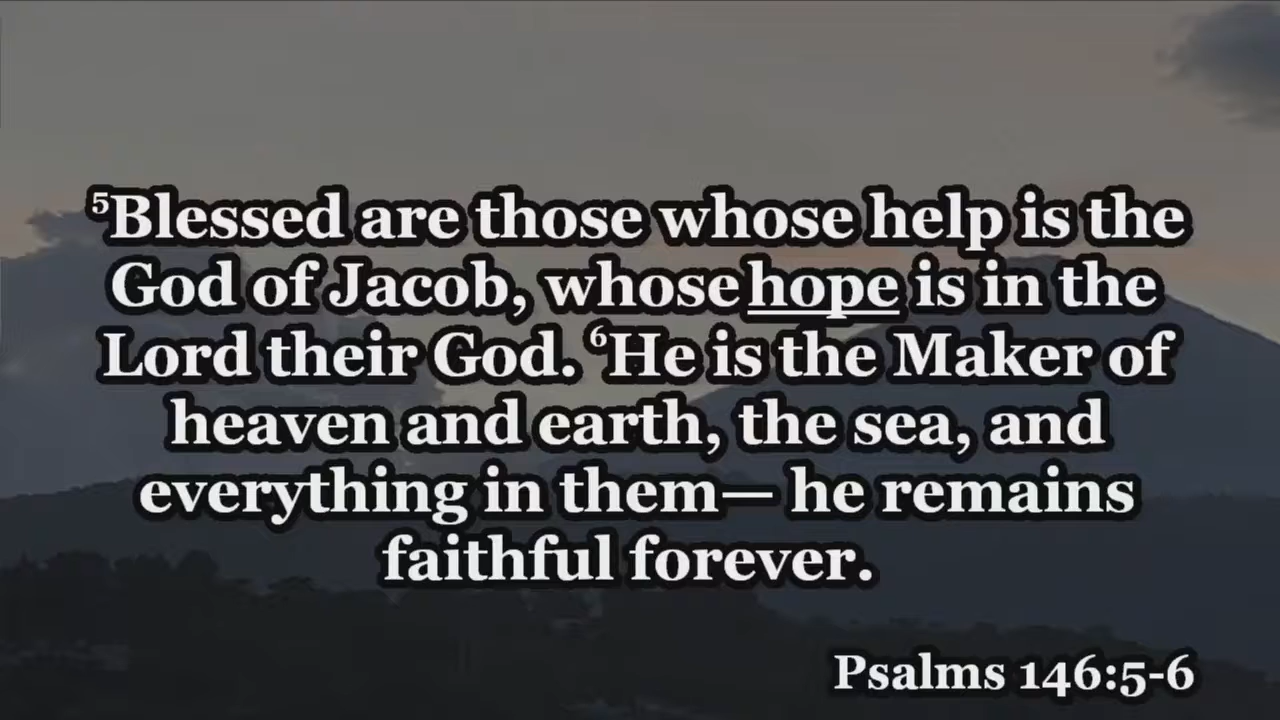 ⁵Blessed are those whose help is the
God of Jacob, whose hope is in the
Lord their God. ⁶He is the Maker of
heaven and earth, the sea, and
everything in them— he remains
faithful forever.
Psalms 146:5-6